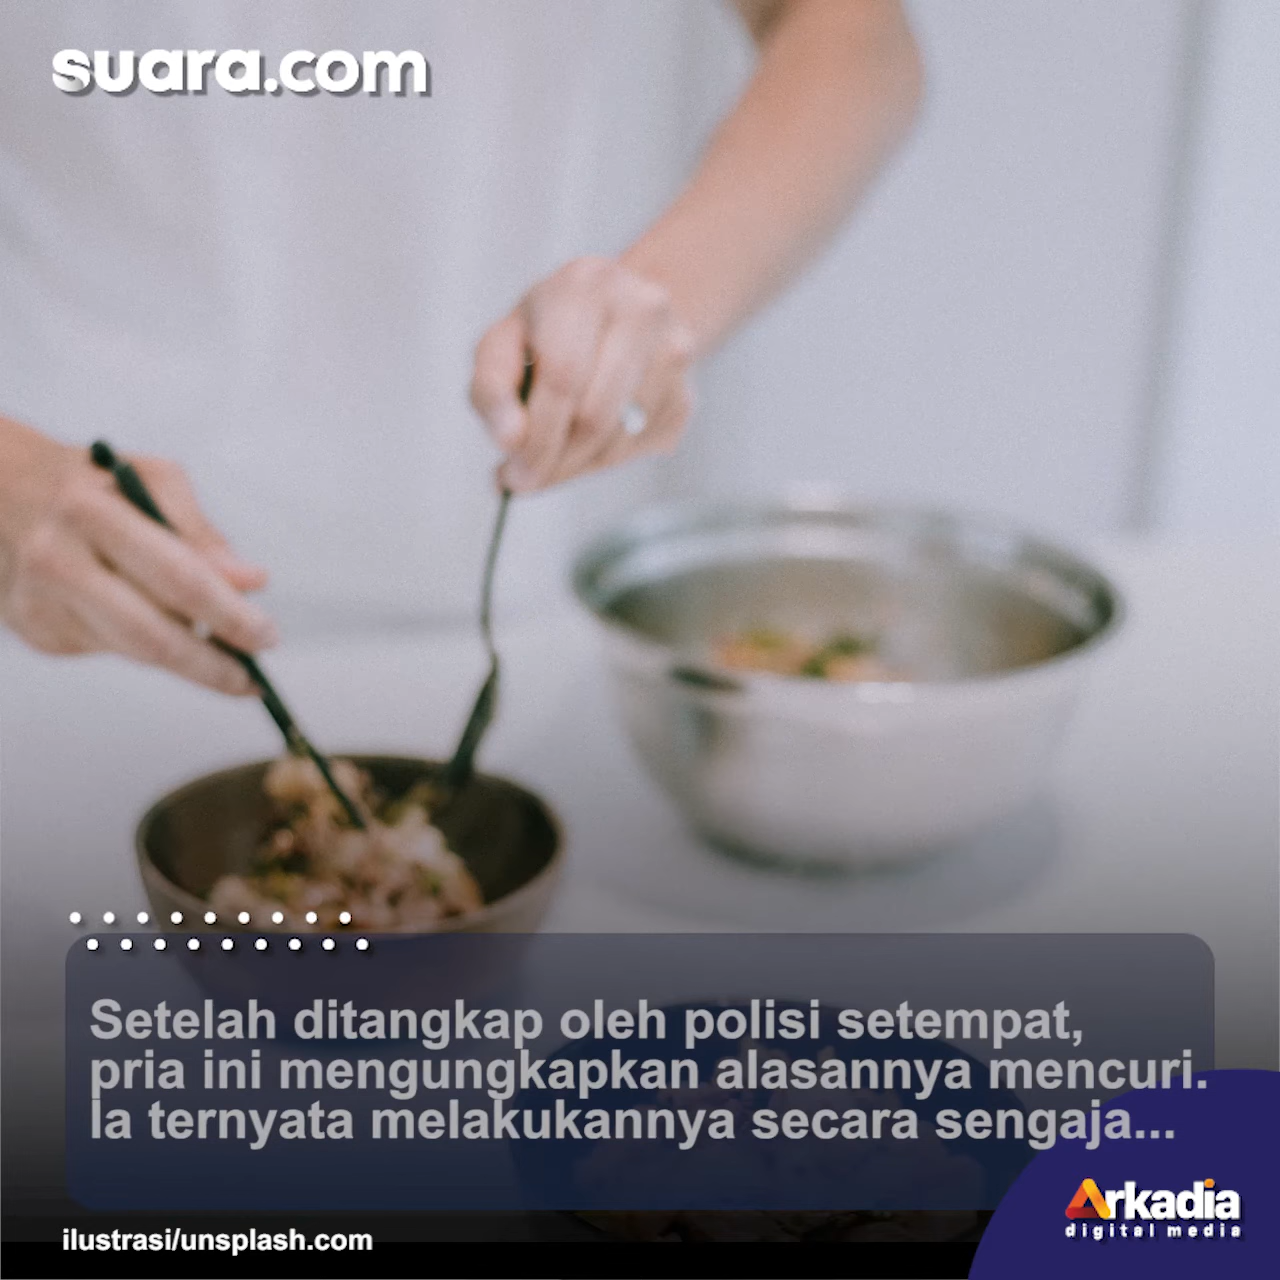 suara.com
Setelah ditangkap oleh polisi setempat,
pria ini mengungkapkan alasannya mencuri.
Ia ternyata melakukannya secara sengaja...
Arkadia
digital media
ilustrasi/unsplash.com